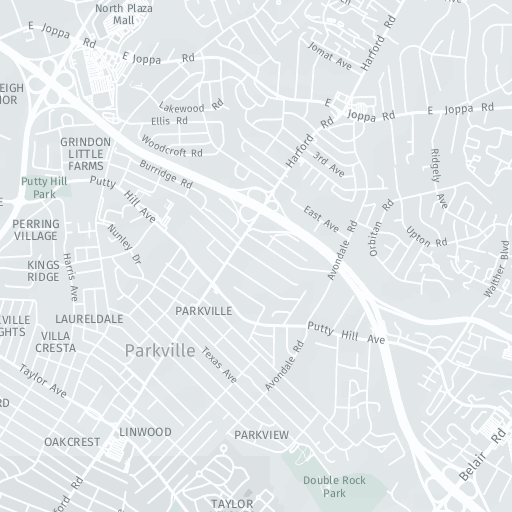 North Plaza
Mall
E Joppa Rd
E Joppa Rd
Jomat Ave
Harford Rd
Lakewood Rd
Ellis Rd
E Joppa Rd
E Joppa Rd
GRINDON
LITTLE
FARMS
Woodcroft Rd
Burridge Rd
Harford Rd
3rd Ave
Ridgely Ave
Putty Hill
Park
Putty Hill Ave
PERRING
VILLAGE
Nunley Dr
East Ave
Avondale Rd
Orbitan Rd
Upton Rd
Walther Blvd
KINGS
RIDGE
Harris Ave
LAURELDALE
PARKVILLE
VILLA
CRESTA
Putty Hill Ave
Parkville
Texas Ave
Avondale Rd
Taylor Ave
LINWOOD
OAKCREST
PARKVIEW
Belair Rd
Double Rock
Park
TAYLOR